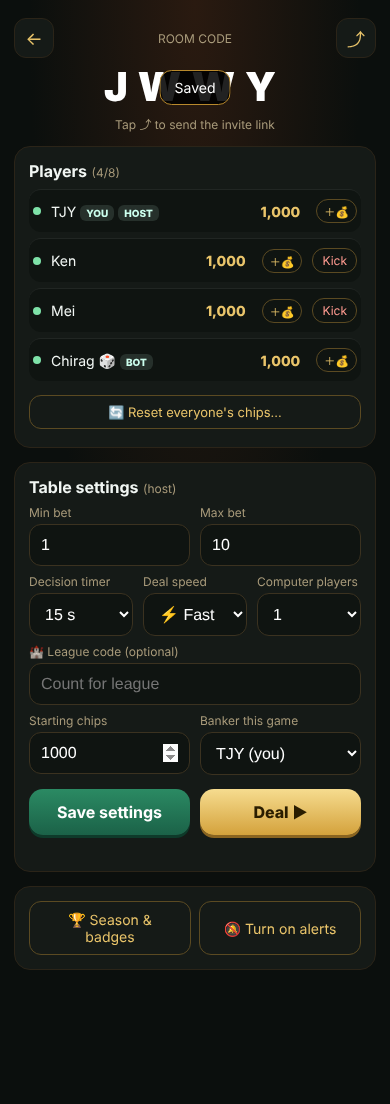 ←
ROOM CODE
⤴
Saved
Tap ⤴ to send the invite link
Players (4/8)
TJY YOU HOST 1,000 +💰
Ken 1,000 +💰 Kick
Mei 1,000 +💰 Kick
Chirag 🎲 BOT 1,000 +💰
🔄 Reset everyone's chips...
Table settings (host)
Min bet Max bet
1 10
Decision timer Deal speed Computer players
15 s ⚡ Fast 1
🏰 League code (optional)
Count for league
Starting chips Banker this game
1000 TJY (you)
Save settings Deal ▶
🏆 Season & badges
🔕 Turn on alerts